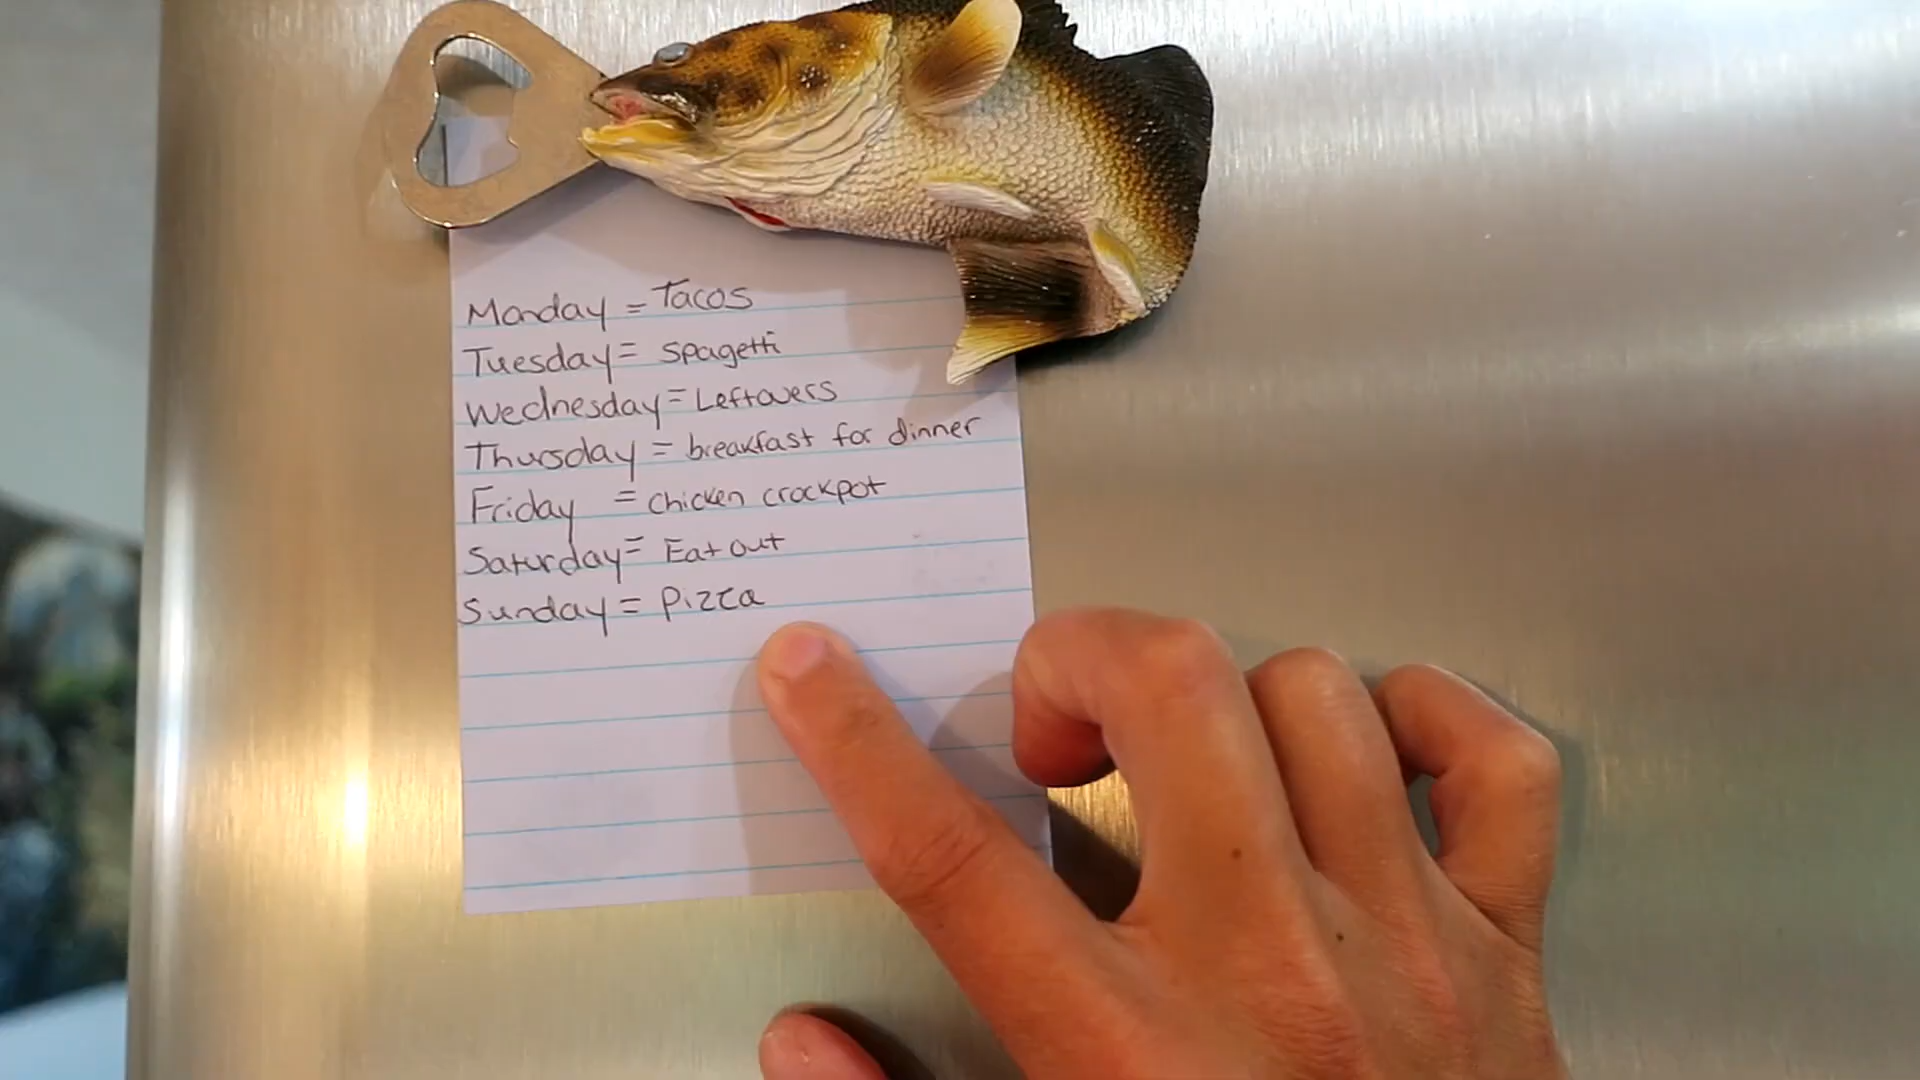 Monday = Tacos
Tuesday = spagetti
Wednesday = Leftovers
Thursday = breakfast for dinner
Friday = chicken crockpot
Saturday = Eat out
Sunday = Pizza